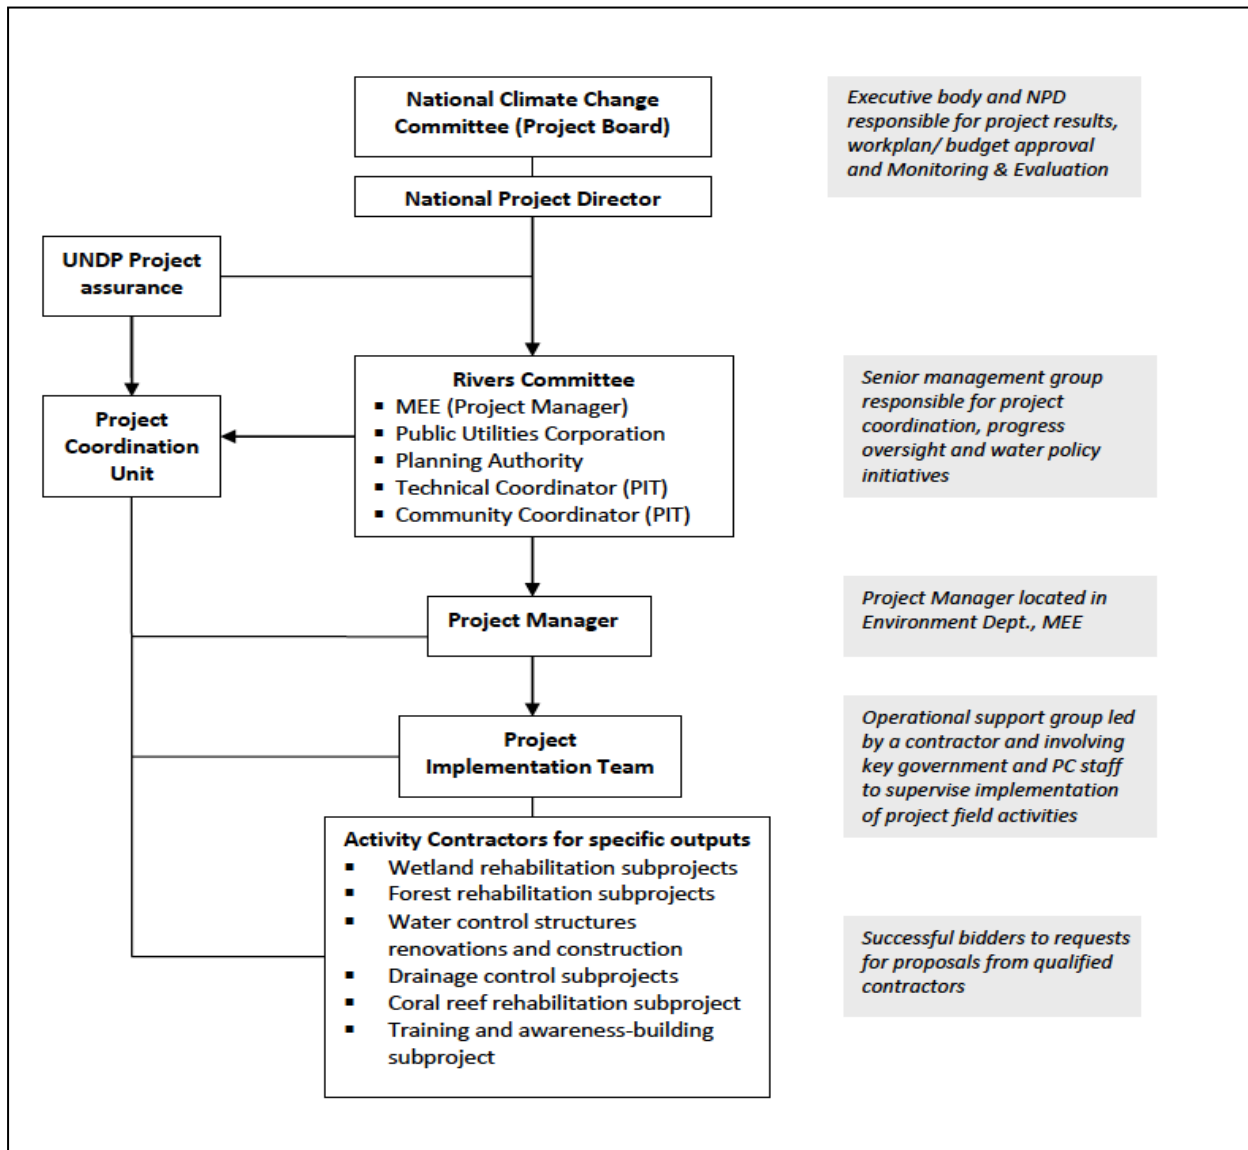 National Climate Change
Committee (Project Board)
Executive body and NPD
responsible for project results,
workplan/ budget approval
and Monitoring & Evaluation
National Project Director
UNDP Project
assurance
Rivers Committee
▪ MEE (Project Manager)
▪ Public Utilities Corporation
▪ Planning Authority
▪ Technical Coordinator (PIT)
▪ Community Coordinator (PIT)
Senior management group
responsible for project
coordination, progress
oversight and water policy
initiatives
Project
Coordination
Unit
Project Manager
Project Manager located in
Environment Dept., MEE
Project
Implementation Team
Operational support group led
by a contractor and involving
key government and PC staff
to supervise implementation
of project field activities
Activity Contractors for specific outputs
▪ Wetland rehabilitation subprojects
▪ Forest rehabilitation subprojects
▪ Water control structures
renovations and construction
▪ Drainage control subprojects
▪ Coral reef rehabilitation subproject
▪ Training and awareness-building
subproject
Successful bidders to requests
for proposals from qualified
contractors